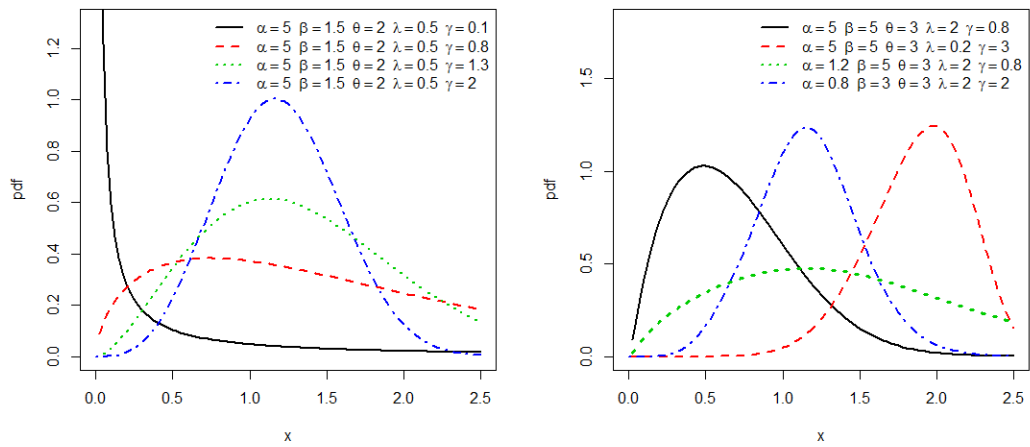 α = 5 β = 1.5 θ = 2 λ = 0.5 γ = 0.1
α = 5 β = 1.5 θ = 2 λ = 0.5 γ = 0.8
α = 5 β = 1.5 θ = 2 λ = 0.5 γ = 1.3
α = 5 β = 1.5 θ = 2 λ = 0.5 γ = 2
pdf
1.2
1.0
0.8
0.6
0.4
0.2
0.0
0.0 0.5 1.0 1.5 2.0 2.5
x
α = 5 β = 5 θ = 3 λ = 2 γ = 0.8
α = 5 β = 5 θ = 3 λ = 0.2 γ = 3
α = 1.2 β = 5 θ = 3 λ = 2 γ = 0.8
α = 0.8 β = 3 θ = 3 λ = 2 γ = 2
pdf
1.5
1.0
0.5
0.0
0.0 0.5 1.0 1.5 2.0 2.5
x